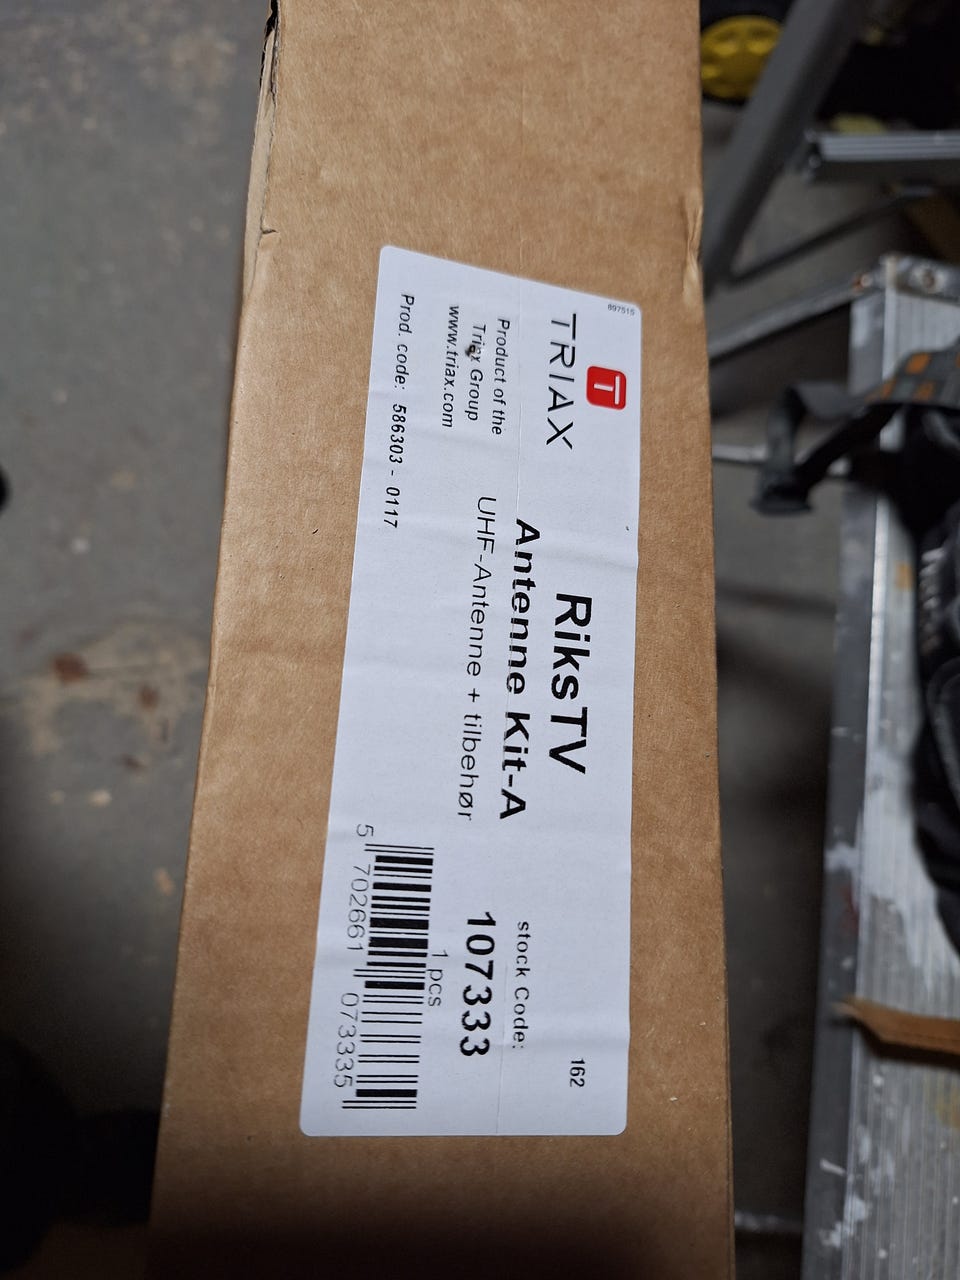 897515
T
TRIAX
Product of the
Triax Group
www.triax.com
Prod. code: 586303 - 0117
RiksTV
Antenne Kit-A
UHF-Antenne + tilbehør
162
stock Code:
107333
1 pcs
5 702661 073335